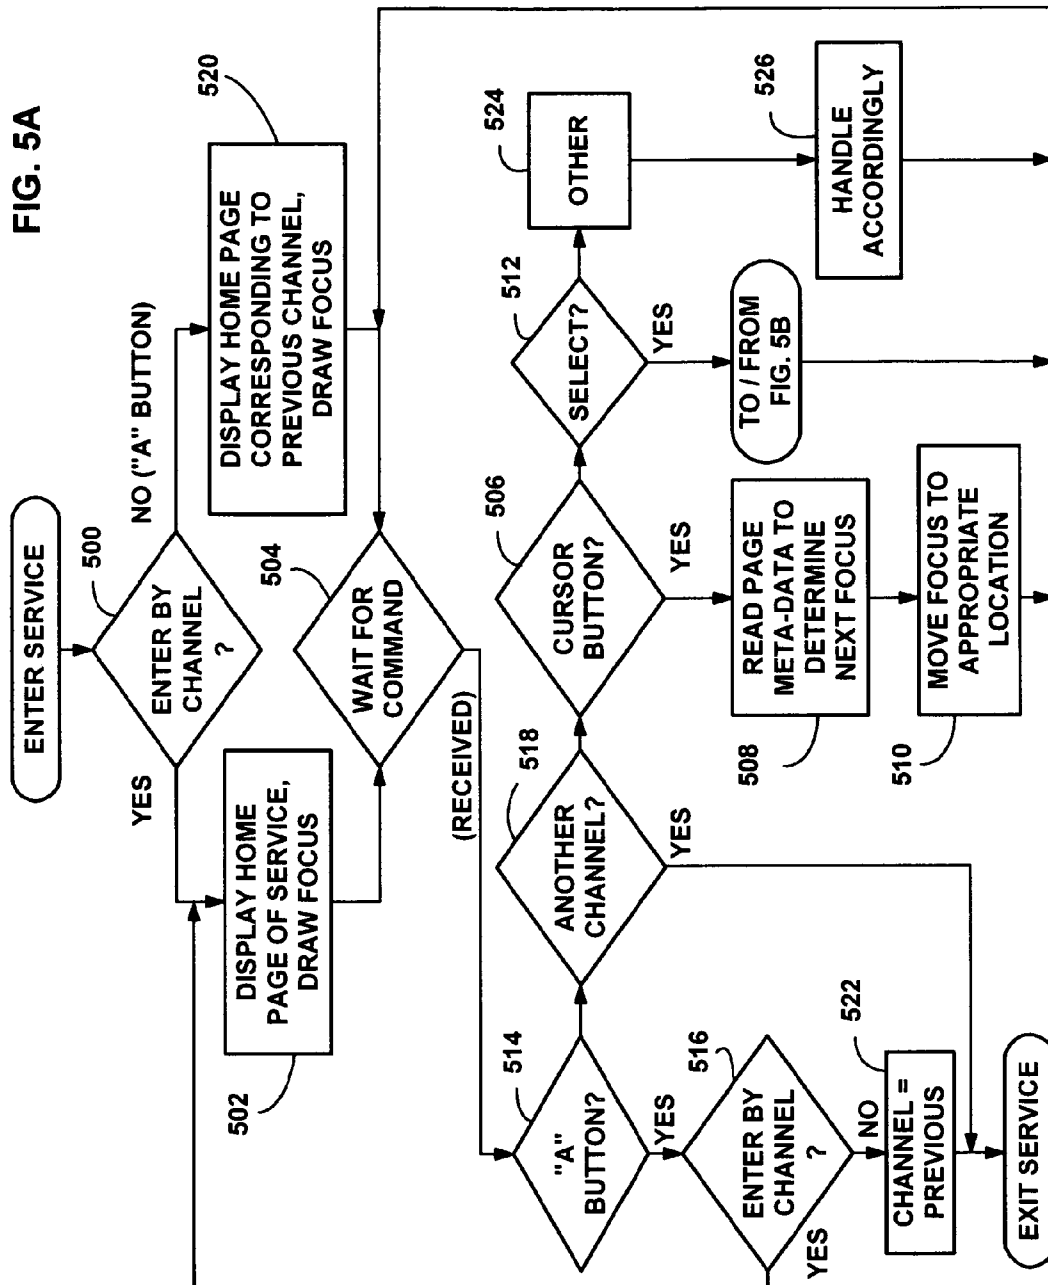 FIG. 5A
ENTER SERVICE
500
ENTER BY
CHANNEL
?
YES
NO ("A" BUTTON)
DISPLAY HOME
PAGE OF SERVICE,
DRAW FOCUS
502
DISPLAY HOME PAGE
CORRESPONDING TO
PREVIOUS CHANNEL,
DRAW FOCUS
520
504
WAIT FOR
COMMAND
(RECEIVED)
514
"A"
BUTTON?
YES
518
ANOTHER
CHANNEL?
YES
506
CURSOR
BUTTON?
YES
512
SELECT?
YES
524
OTHER
516
ENTER BY
CHANNEL
?
YES
NO
522
CHANNEL =
PREVIOUS
EXIT SERVICE
READ PAGE
META-DATA TO
DETERMINE
NEXT FOCUS
508
MOVE FOCUS TO
APPROPRIATE
LOCATION
510
TO / FROM
FIG. 5B
526
HANDLE
ACCORDINGLY